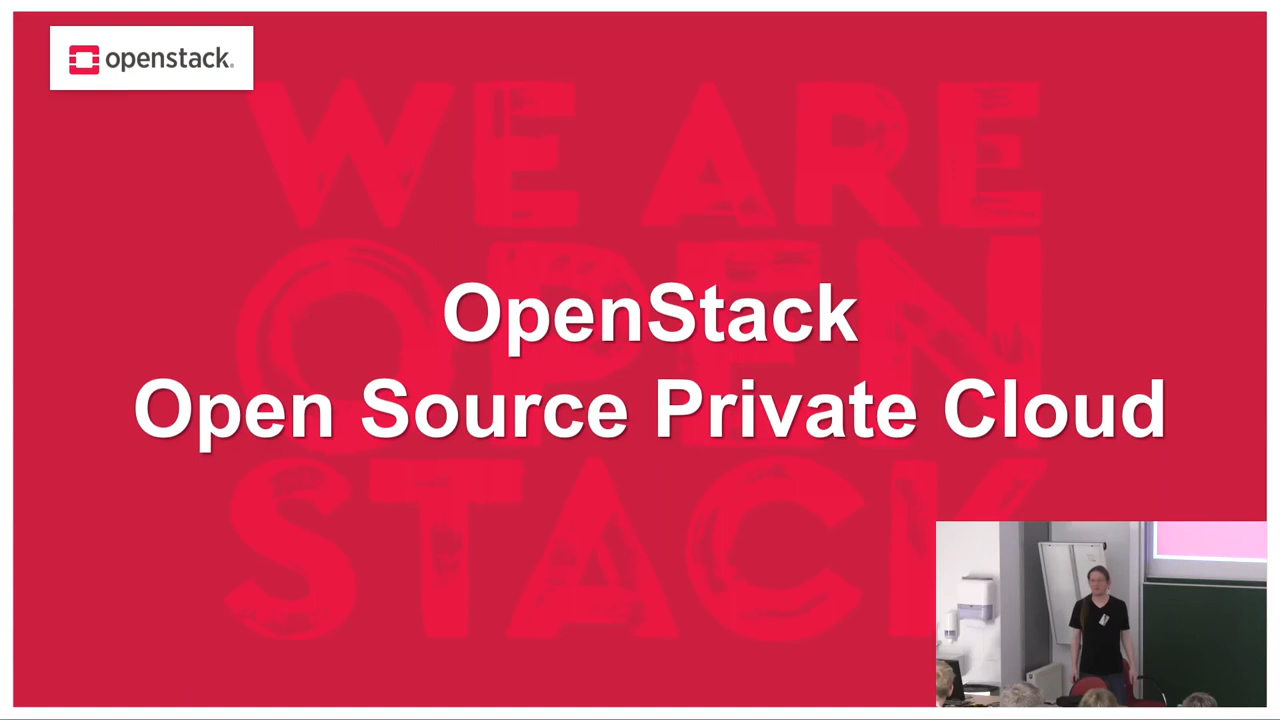 openstack.
WE ARE
OPEN
STACK
OpenStack
Open Source Private Cloud